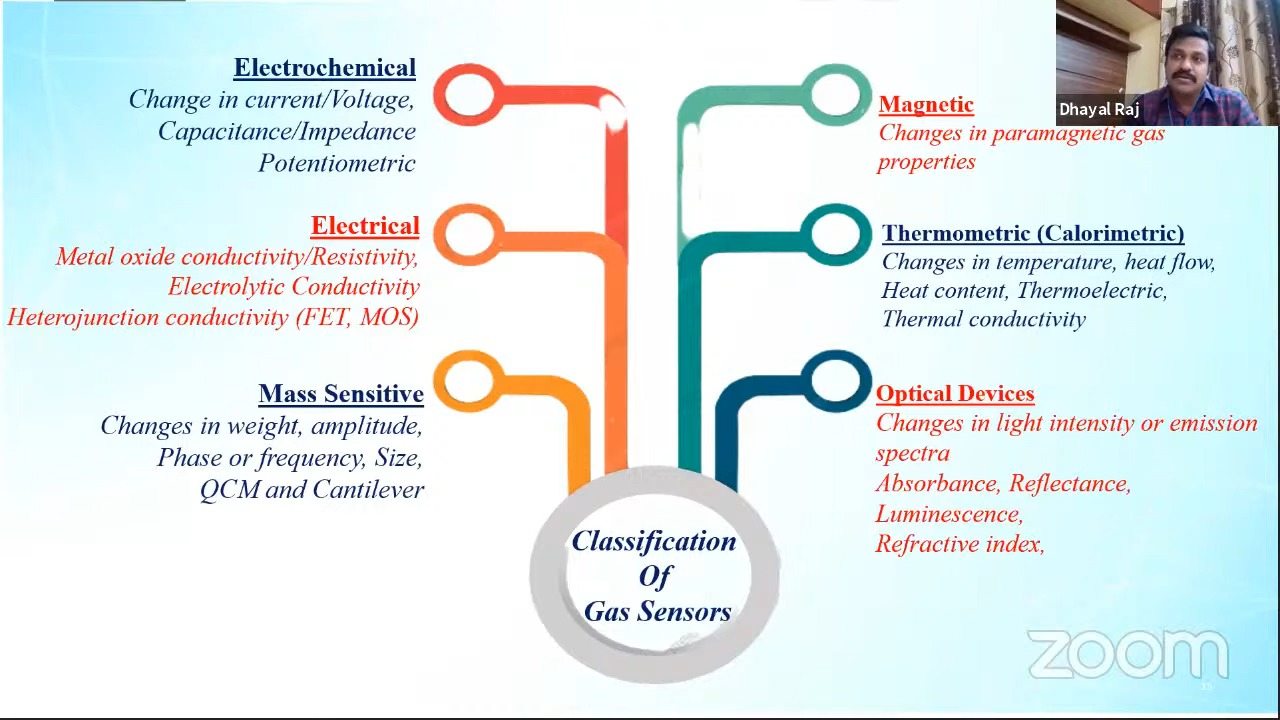 Electrochemical
Change in current/Voltage,
Capacitance/Impedance
Potentiometric
Electrical
Metal oxide conductivity/Resistivity,
Electrolytic Conductivity
Heterojunction conductivity (FET, MOS)
Mass Sensitive
Changes in weight, amplitude,
Phase or frequency, Size,
QCM and Cantilever
Magnetic
Changes in paramagnetic gas
properties
Thermometric (Calorimetric)
Changes in temperature, heat flow,
Heat content, Thermoelectric,
Thermal conductivity
Optical Devices
Changes in light intensity or emission
spectra
Absorbance, Reflectance,
Luminescence,
Refractive index,
Classification
Of
Gas Sensors
Dhayal Raj
zoom